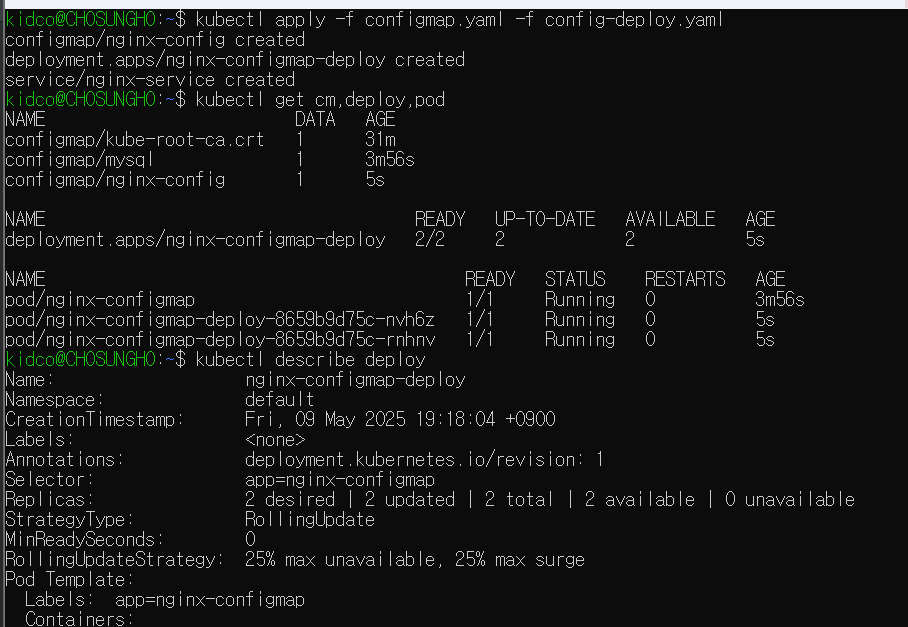 kidco@CHOSUNGHO:~$ kubectl apply -f configmap.yaml -f config-deploy.yaml
configmap/nginx-config created
deployment.apps/nginx-configmap-deploy created
service/nginx-service created
kidco@CHOSUNGHO:~$ kubectl get cm,deploy,pod
NAME DATA AGE
configmap/kube-root-ca.crt 1 31m
configmap/mysql 1 3m56s
configmap/nginx-config 1 5s
NAME READY UP-TO-DATE AVAILABLE AGE
deployment.apps/nginx-configmap-deploy 2/2 2 2 5s
NAME READY STATUS RESTARTS AGE
pod/nginx-configmap 1/1 Running 0 3m56s
pod/nginx-configmap-deploy-8659b9d75c-nvh6z 1/1 Running 0 5s
pod/nginx-configmap-deploy-8659b9d75c-rnhnv 1/1 Running 0 5s
kidco@CHOSUNGHO:~$ kubectl describe deploy
Name: nginx-configmap-deploy
Namespace: default
CreationTimestamp: Fri, 09 May 2025 19:18:04 +0900
Labels: <none>
Annotations: deployment.kubernetes.io/revision: 1
Selector: app=nginx-configmap
Replicas: 2 desired | 2 updated | 2 total | 2 available | 0 unavailable
StrategyType: RollingUpdate
MinReadySeconds: 0
RollingUpdateStrategy: 25% max unavailable, 25% max surge
Pod Template:
Labels: app=nginx-configmap
Containers: